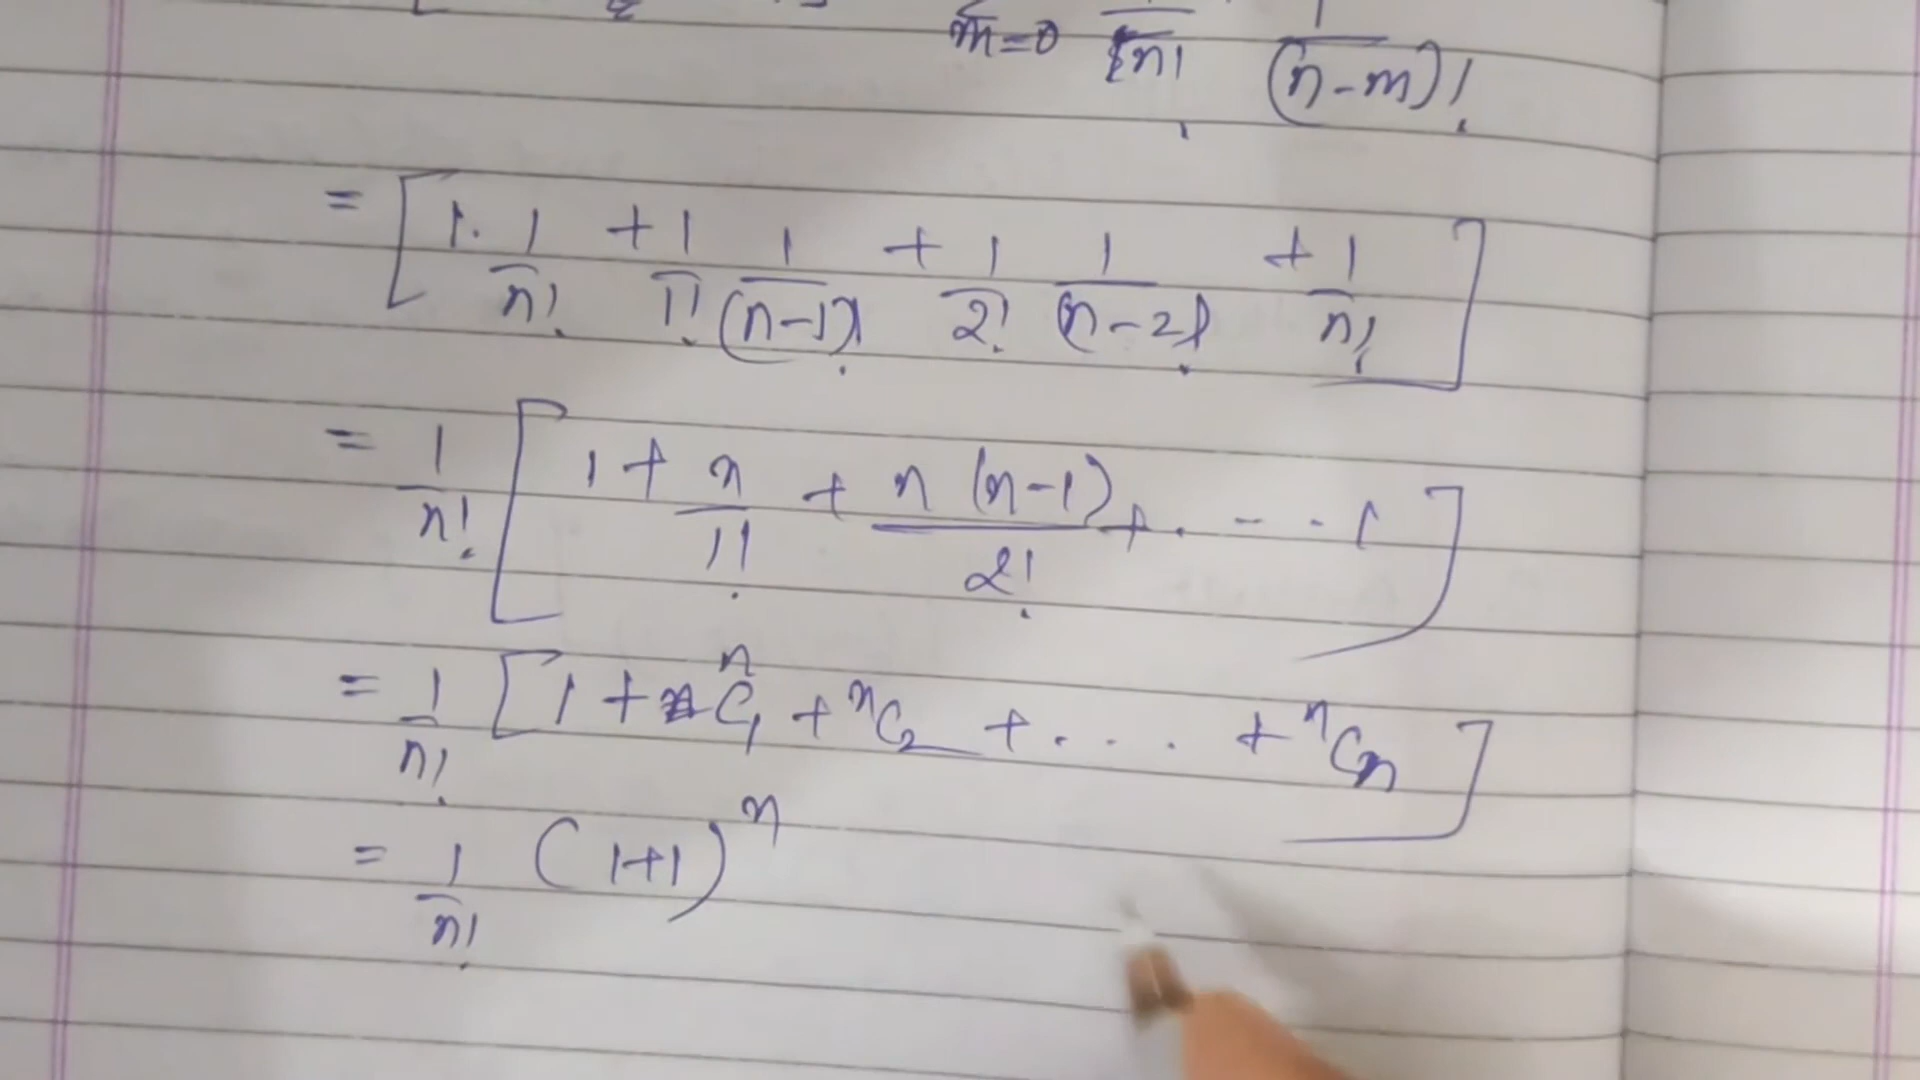 m=0 1/n! 1/(n-m)!
= [1. 1/n! + 1/1! 1/(n-1)! + 1/2! 1/(n-2)! + 1/n!]
= 1/n! [1 + n/1! + n(n-1)/2! + . - - . 1]
= 1/n! [1 + ⁿC₁ + ⁿC₂ + . . . . + ⁿCₙ]
= 1/n! (1+1)ⁿ